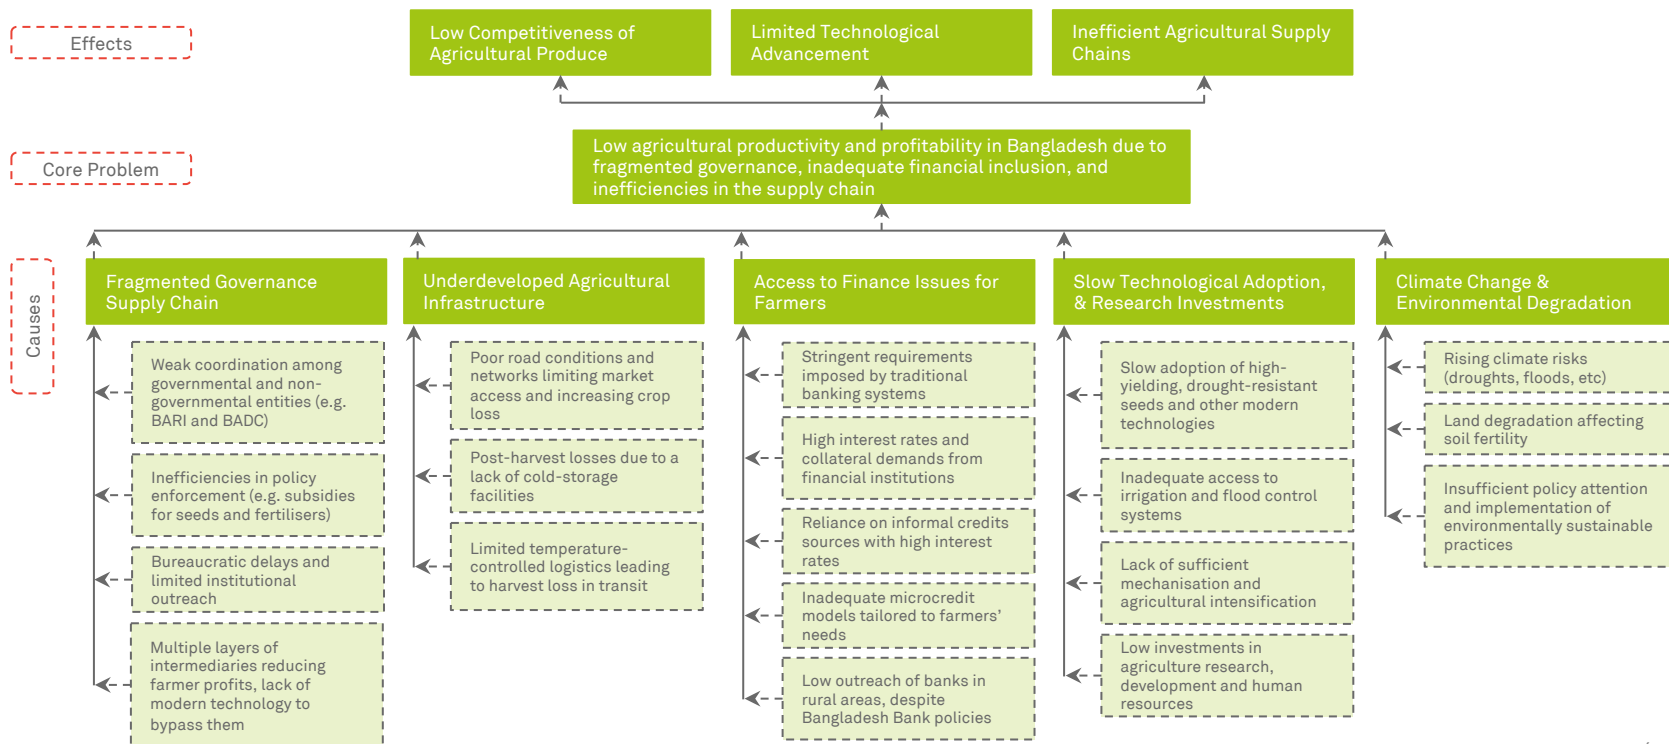 Effects
Low Competitiveness of
Agricultural Produce
Limited Technological
Advancement
Inefficient Agricultural Supply
Chains
Core Problem
Low agricultural productivity and profitability in Bangladesh due to
fragmented governance, inadequate financial inclusion, and
inefficiencies in the supply chain
Causes
Fragmented Governance
Supply Chain
Weak coordination among
governmental and non-
governmental entities (e.g.
BARI and BADC)
Inefficiencies in policy
enforcement (e.g. subsidies
for seeds and fertilisers)
Bureaucratic delays and
limited institutional
outreach
Multiple layers of
intermediaries reducing
farmer profits, lack of
modern technology to
bypass them
Underdeveloped Agricultural
Infrastructure
Poor road conditions and
networks limiting market
access and increasing crop
loss
Post-harvest losses due to a
lack of cold-storage
facilities
Limited temperature-
controlled logistics leading
to harvest loss in transit
Access to Finance Issues for
Farmers
Stringent requirements
imposed by traditional
banking systems
High interest rates and
collateral demands from
financial institutions
Reliance on informal credits
sources with high interest
rates
Inadequate microcredit
models tailored to farmers'
needs
Low outreach of banks in
rural areas, despite
Bangladesh Bank policies
Slow Technological Adoption,
& Research Investments
Slow adoption of high-
yielding, drought-resistant
seeds and other modern
technologies
Inadequate access to
irrigation and flood control
systems
Lack of sufficient
mechanisation and
agricultural intensification
Low investments in
agriculture research,
development and human
resources
Climate Change &
Environmental Degradation
Rising climate risks
(droughts, floods, etc)
Land degradation affecting
soil fertility
Insufficient policy attention
and implementation of
environmentally sustainable
practices